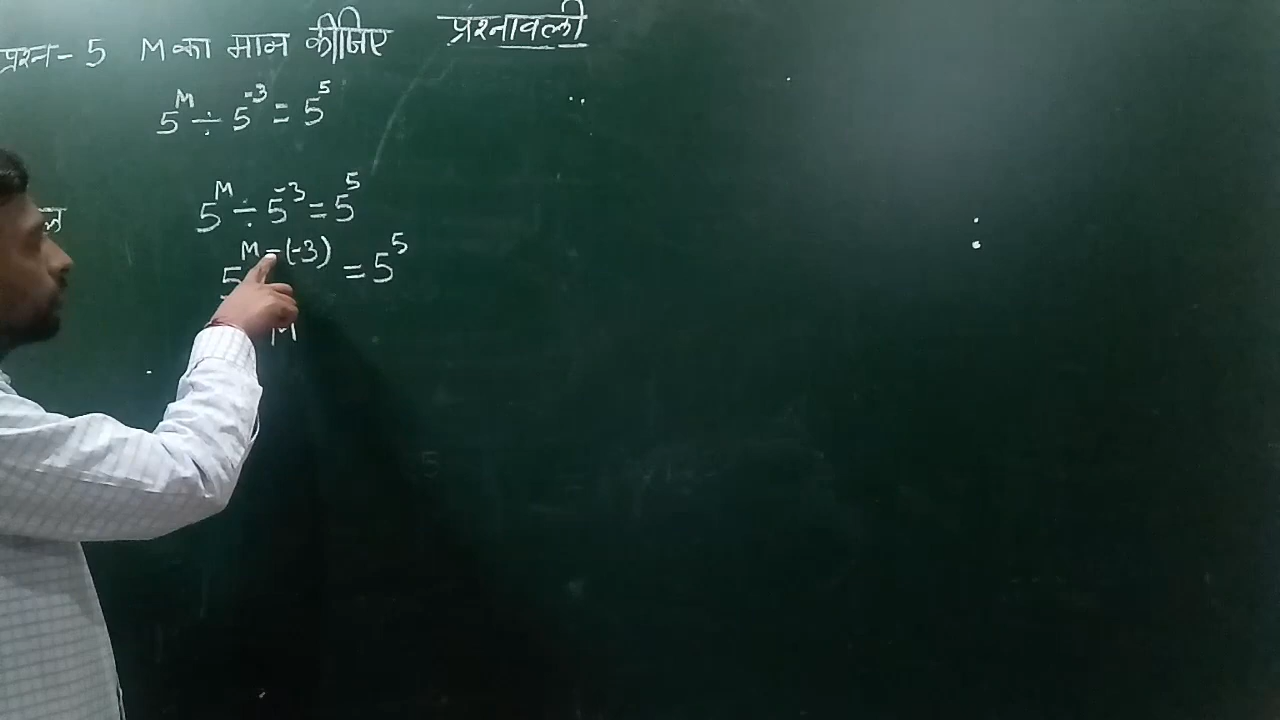 प्रश्नावली
प्रश्न - 5 M का मान कीजिए
5^M ÷ 5^-3 = 5^5
5^M ÷ 5^-3 = 5^5
5^M-(-3) = 5^5
M